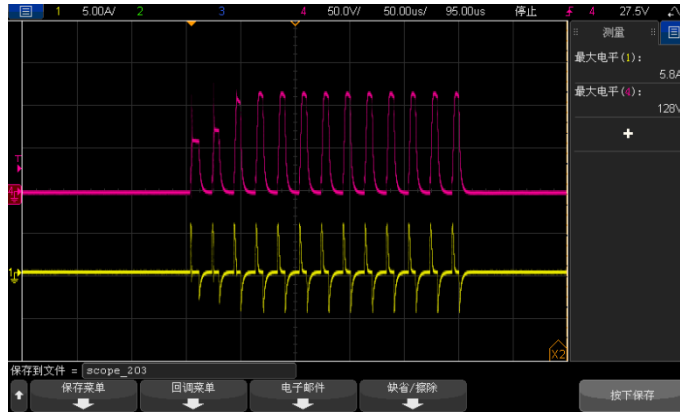 1 5.00A/ 2 3 4 50.0V/ 50.00us/ 95.00us 停止 4 27.5V
测量
最大电平(1):
5.8A
最大电平(4):
128V
+
T
1
X2
保存到文件 = scope_203
保存菜单 回调菜单 电子邮件 缺省/擦除 按下保存